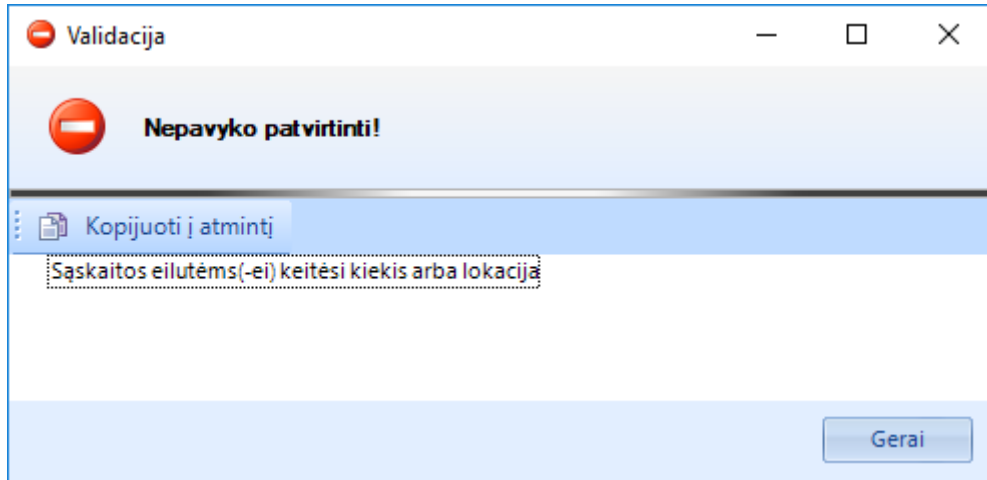 Validacija
Nepavyko patvirtinti!
Kopijuoti į atmintį
Sąskaitos eilutėms(-ei) keitėsi kiekis arba lokacija
Gerai